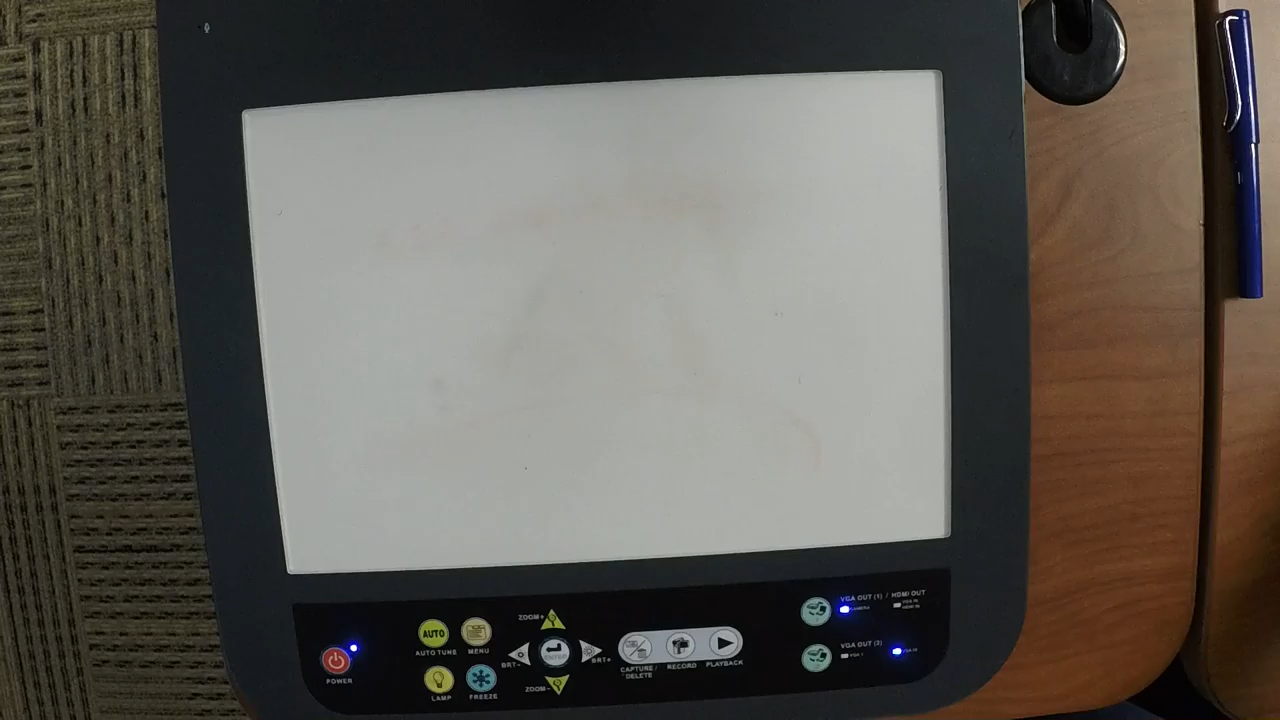 VGA OUT (1) / HDMI OUT
ZOOM+
AUTO
AUTO TUNE
MENU
BRT-
BRT+
CAPTURE /
DELETE
RECORD
PLAYBACK
VGA OUT (2)
POWER
LAMP
FREEZE
ZOOM-